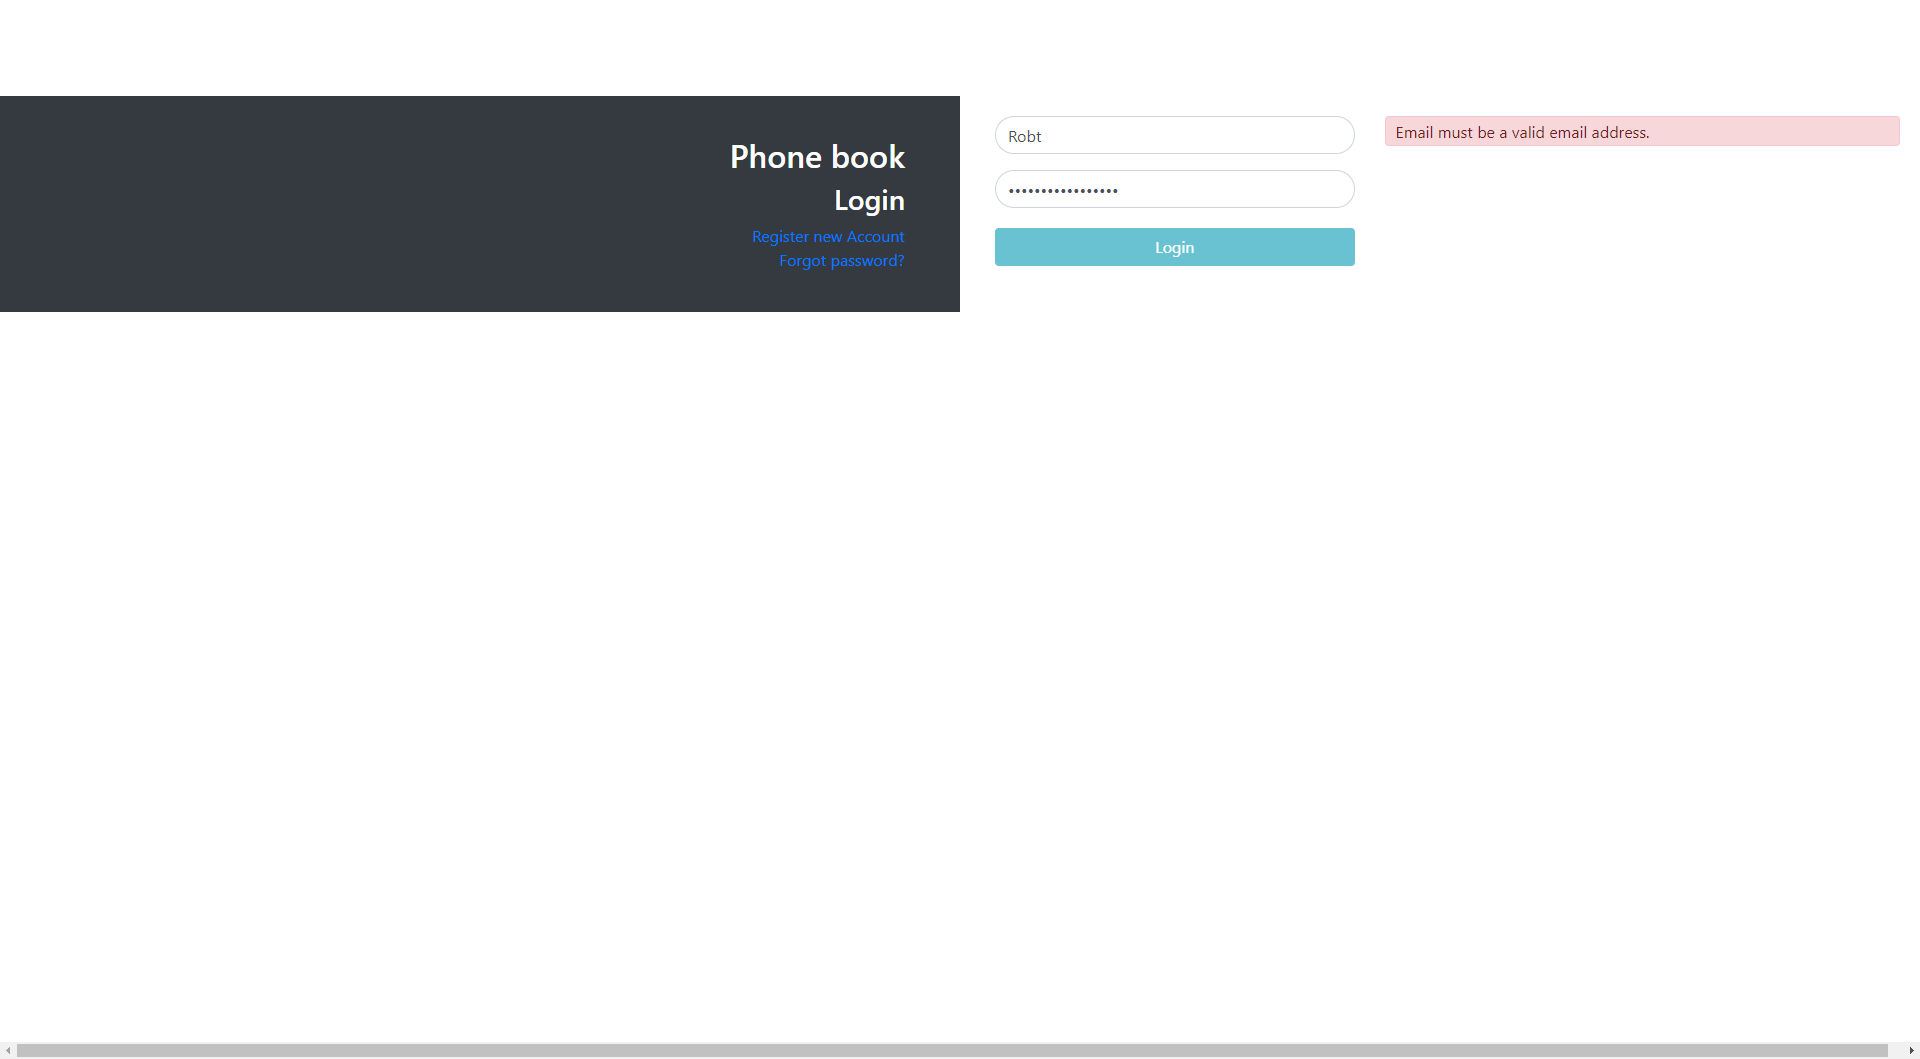 Phone book
Login
Register new Account
Forgot password?
Robt
•••••••••••••••••
Login
Email must be a valid email address.